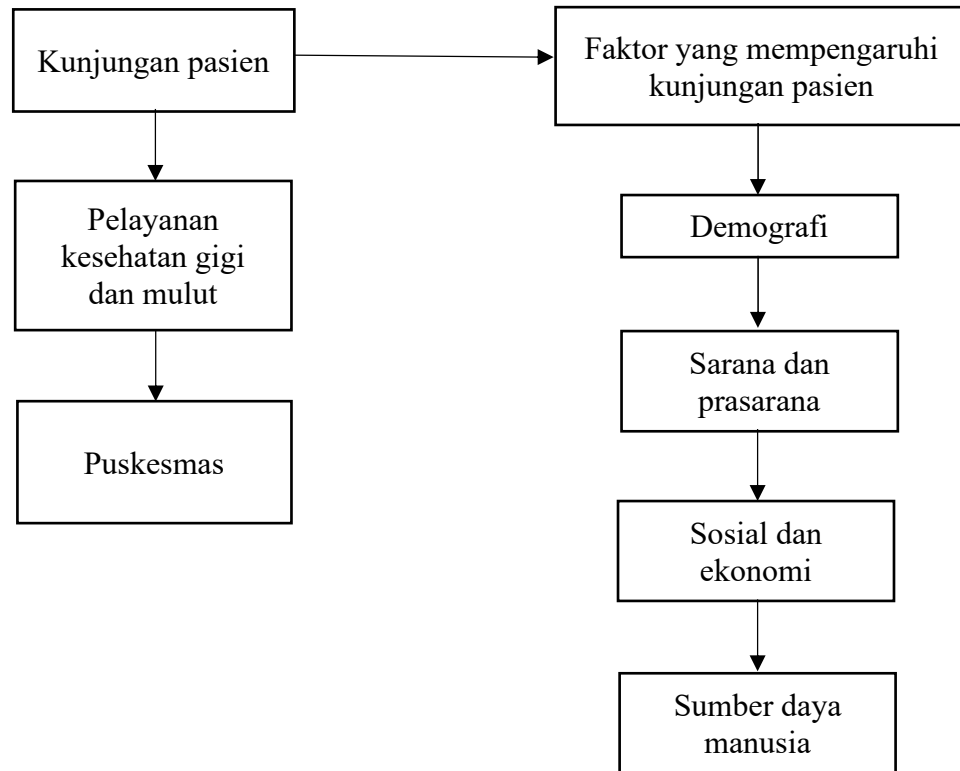 Kunjungan pasien
Faktor yang mempengaruhi
kunjungan pasien
Pelayanan
kesehatan gigi
dan mulut
Demografi
Sarana dan
prasarana
Puskesmas
Sosial dan
ekonomi
Sumber daya
manusia